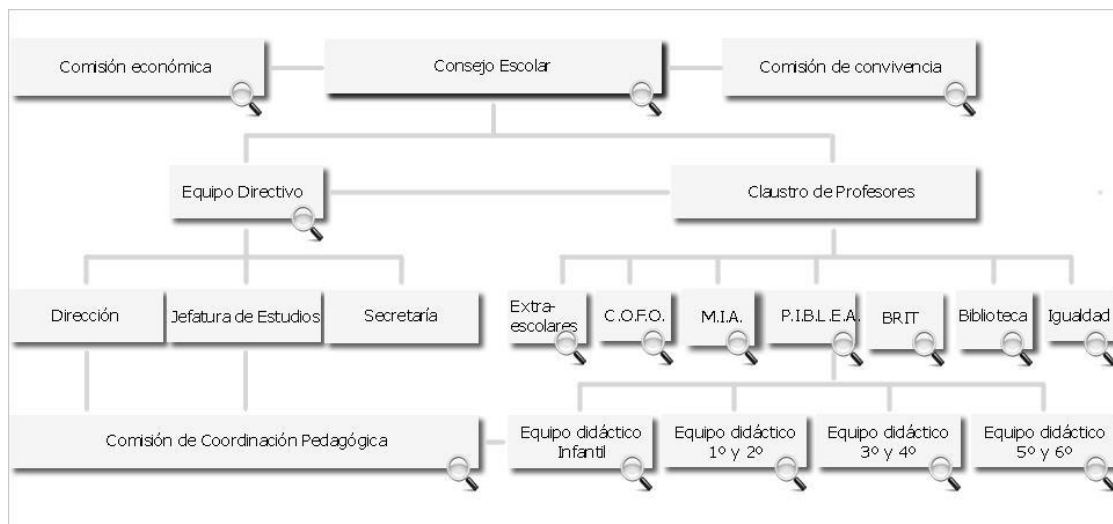 Comisión económica
Consejo Escolar
Comisión de convivencia
Equipo Directivo
Claustro de Profesores
Dirección
Jefatura de Estudios
Secretaría
Extra-
escolares
C.O.F.O.
M.I.A.
P.I.B.L.E.A.
BRIT
Biblioteca
Igualdad
Comisión de Coordinación Pedagógica
Equipo didáctico
Infantil
Equipo didáctico
1º y 2º
Equipo didáctico
3º y 4º
Equipo didáctico
5º y 6º